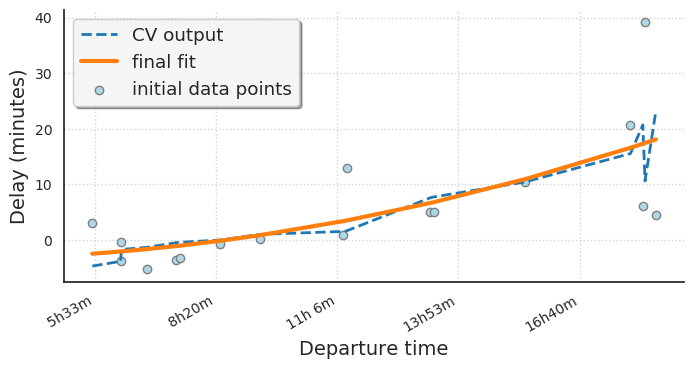 40
30
20
10
0
Delay (minutes)
CV output
final fit
initial data points
5h33m
8h20m
11h 6m
13h53m
16h40m
Departure time